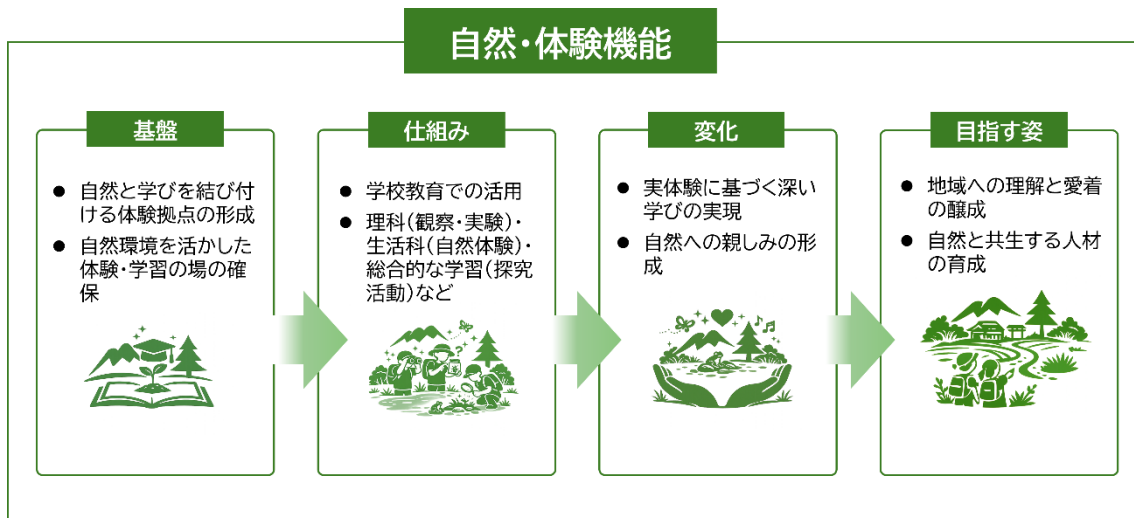 自然・体験機能
基盤
● 自然と学びを結び付
ける体験拠点の形成
● 自然環境を活かした
体験・学習の場の確
保
仕組み
● 学校教育での活用
● 理科(観察・実験)・
生活科(自然体験)・
総合的な学習(探究
活動)など
変化
● 実体験に基づく深い
学びの実現
● 自然への親しみの形
成
目指す姿
● 地域への理解と愛着
の醸成
● 自然と共生する人材
の育成